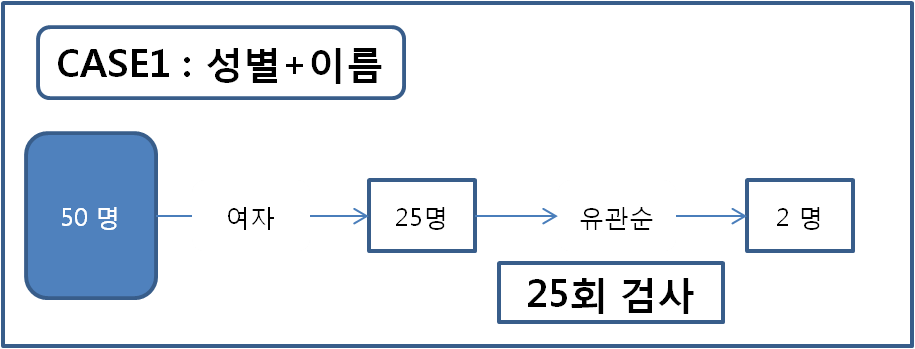 CASE1 : 성별+이름
50 명
여자
25명
유관순
2 명
25회 검사